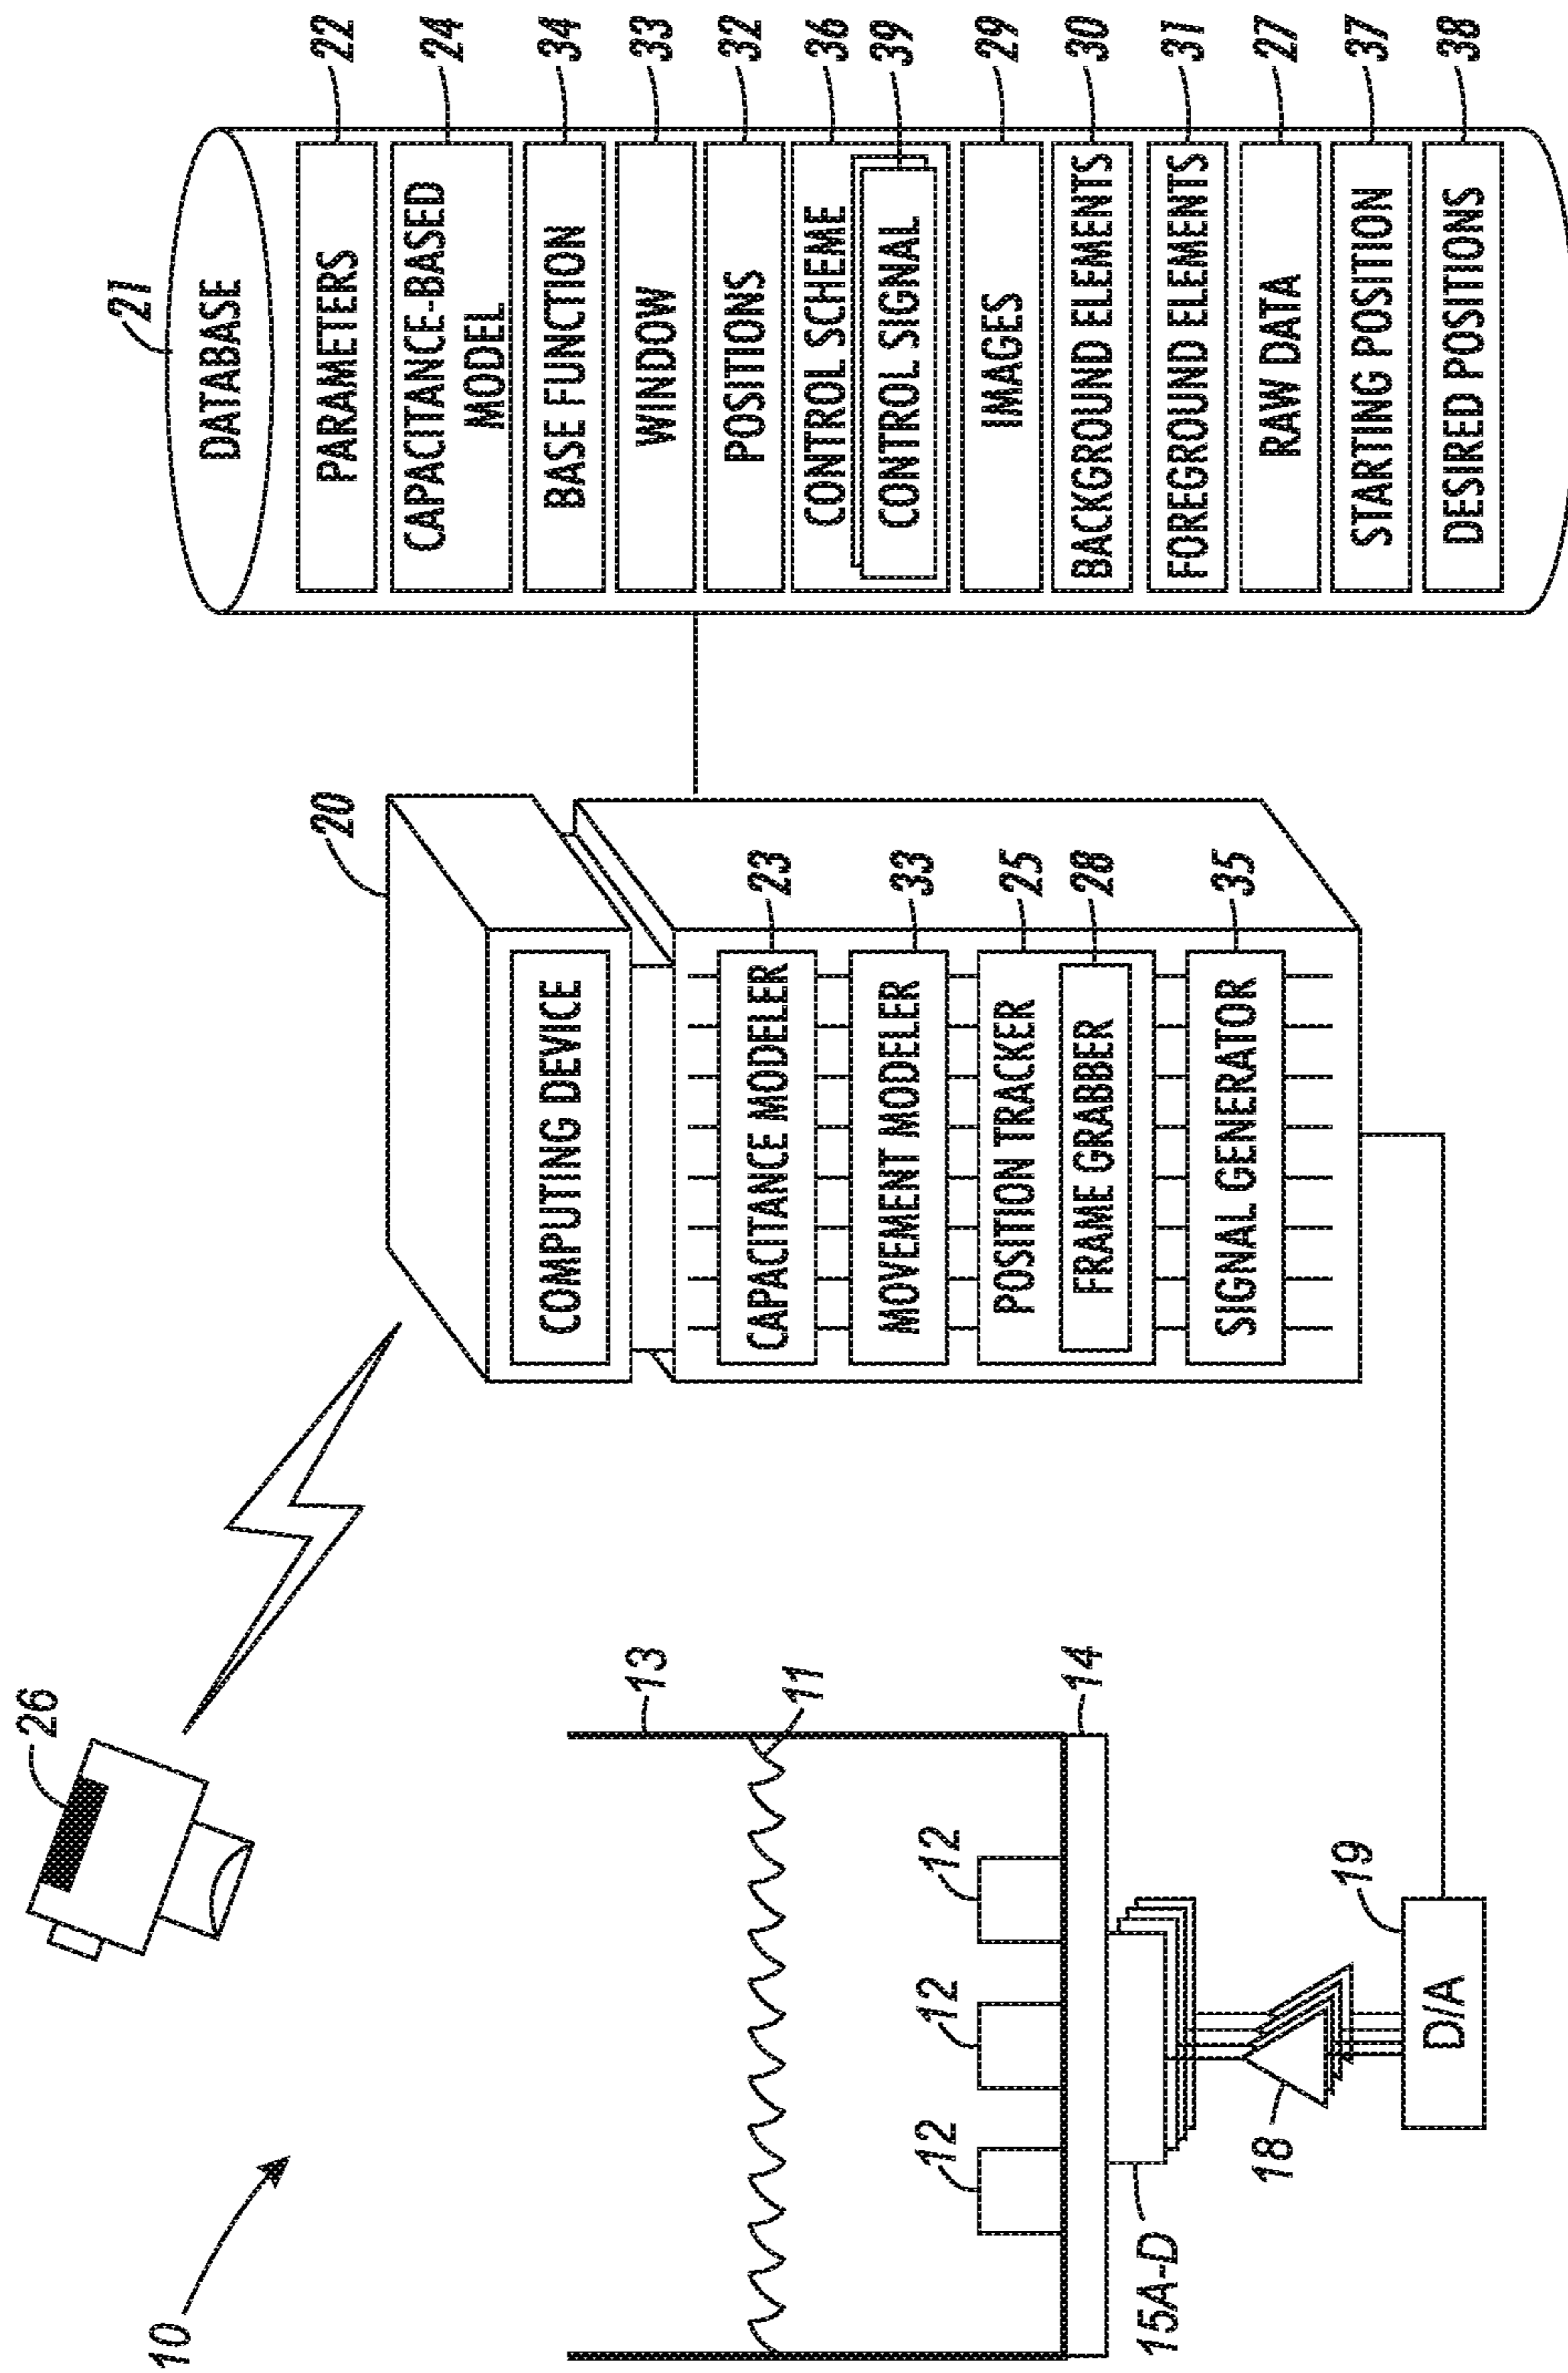 10
26
13
11
12
12
12
14
15A-D
18
19
D/A
20
COMPUTING DEVICE
CAPACITANCE MODELER
23
MOVEMENT MODELER
33
POSITION TRACKER
25
FRAME GRABBER
28
SIGNAL GENERATOR
35
21
DATABASE
PARAMETERS
22
CAPACITANCE-BASED
MODEL
24
BASE FUNCTION
34
WINDOW
33
POSITIONS
32
CONTROL SCHEME
36
CONTROL SIGNAL
39
IMAGES
29
BACKGROUND ELEMENTS
30
FOREGROUND ELEMENTS
31
RAW DATA
27
STARTING POSITION
37
DESIRED POSITIONS
38